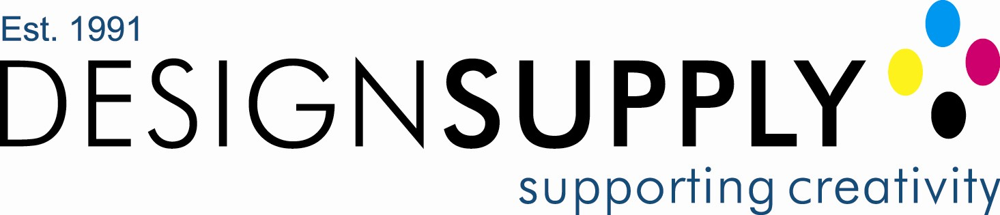 Est. 1991
DESIGNSUPPLY
supporting creativity